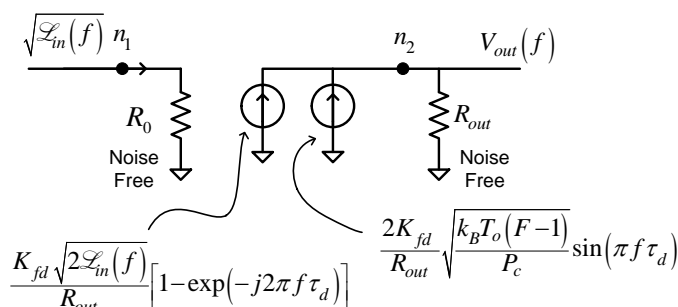 √ℒin(f) n1 n2 Vout(f)
R0 Rout
Noise Free Noise Free
Kfd √2ℒin(f) / Rout [1−exp(−j2πfτd)]
2Kfd / Rout √(kBTo(F−1) / Pc) sin(πfτd)